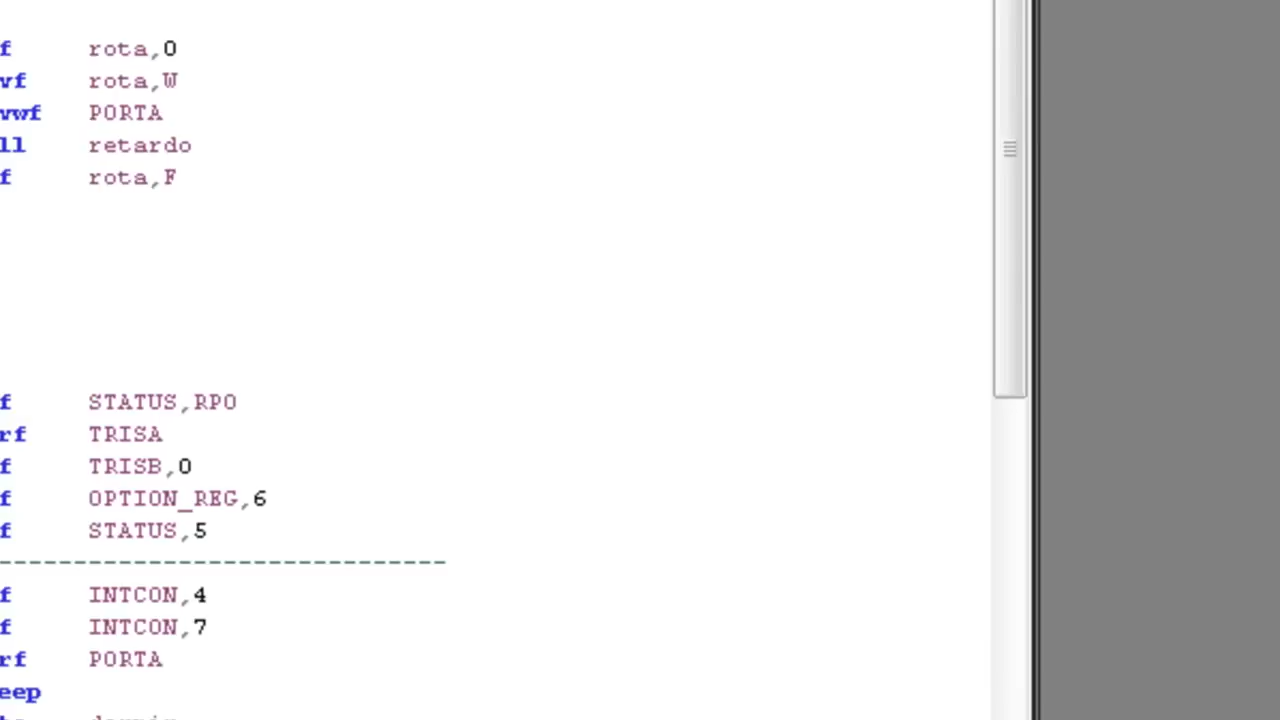 f rota,0
vf rota,W
vwf PORTA
ll retardo
f rota,F
f STATUS,RP0
rf TRISA
f TRISB,0
f OPTION_REG,6
f STATUS,5
------------------------------
f INTCON,4
f INTCON,7
rf PORTA
eep